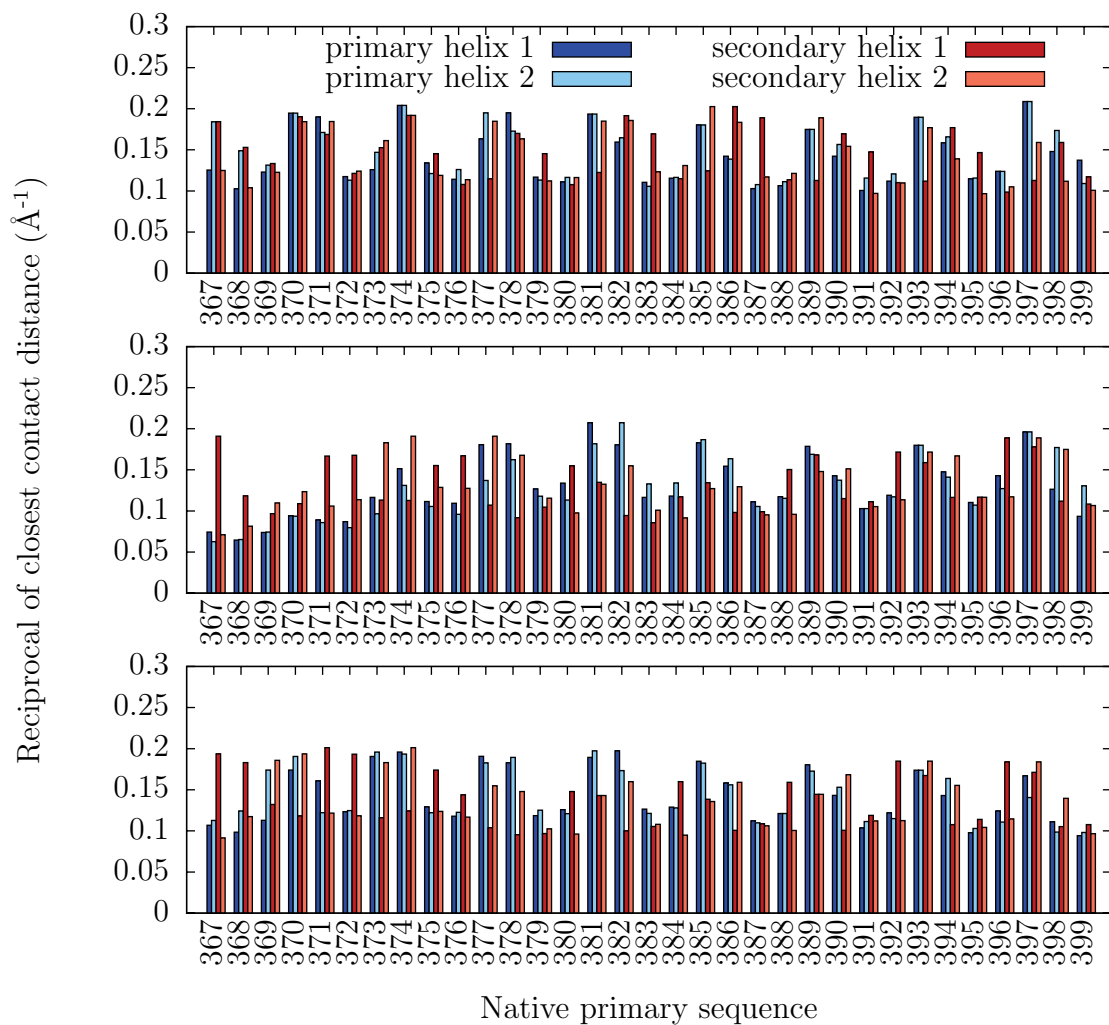 Reciprocal of closest contact distance (Å-1)
0.3
0.25
0.2
0.15
0.1
0.05
0
primary helix 1
primary helix 2
secondary helix 1
secondary helix 2
367 368 369 370 371 372 373 374 375 376 377 378 379 380 381 382 383 384 385 386 387 388 389 390 391 392 393 394 395 396 397 398 399
0.3
0.25
0.2
0.15
0.1
0.05
0
367 368 369 370 371 372 373 374 375 376 377 378 379 380 381 382 383 384 385 386 387 388 389 390 391 392 393 394 395 396 397 398 399
0.3
0.25
0.2
0.15
0.1
0.05
0
367 368 369 370 371 372 373 374 375 376 377 378 379 380 381 382 383 384 385 386 387 388 389 390 391 392 393 394 395 396 397 398 399
Native primary sequence